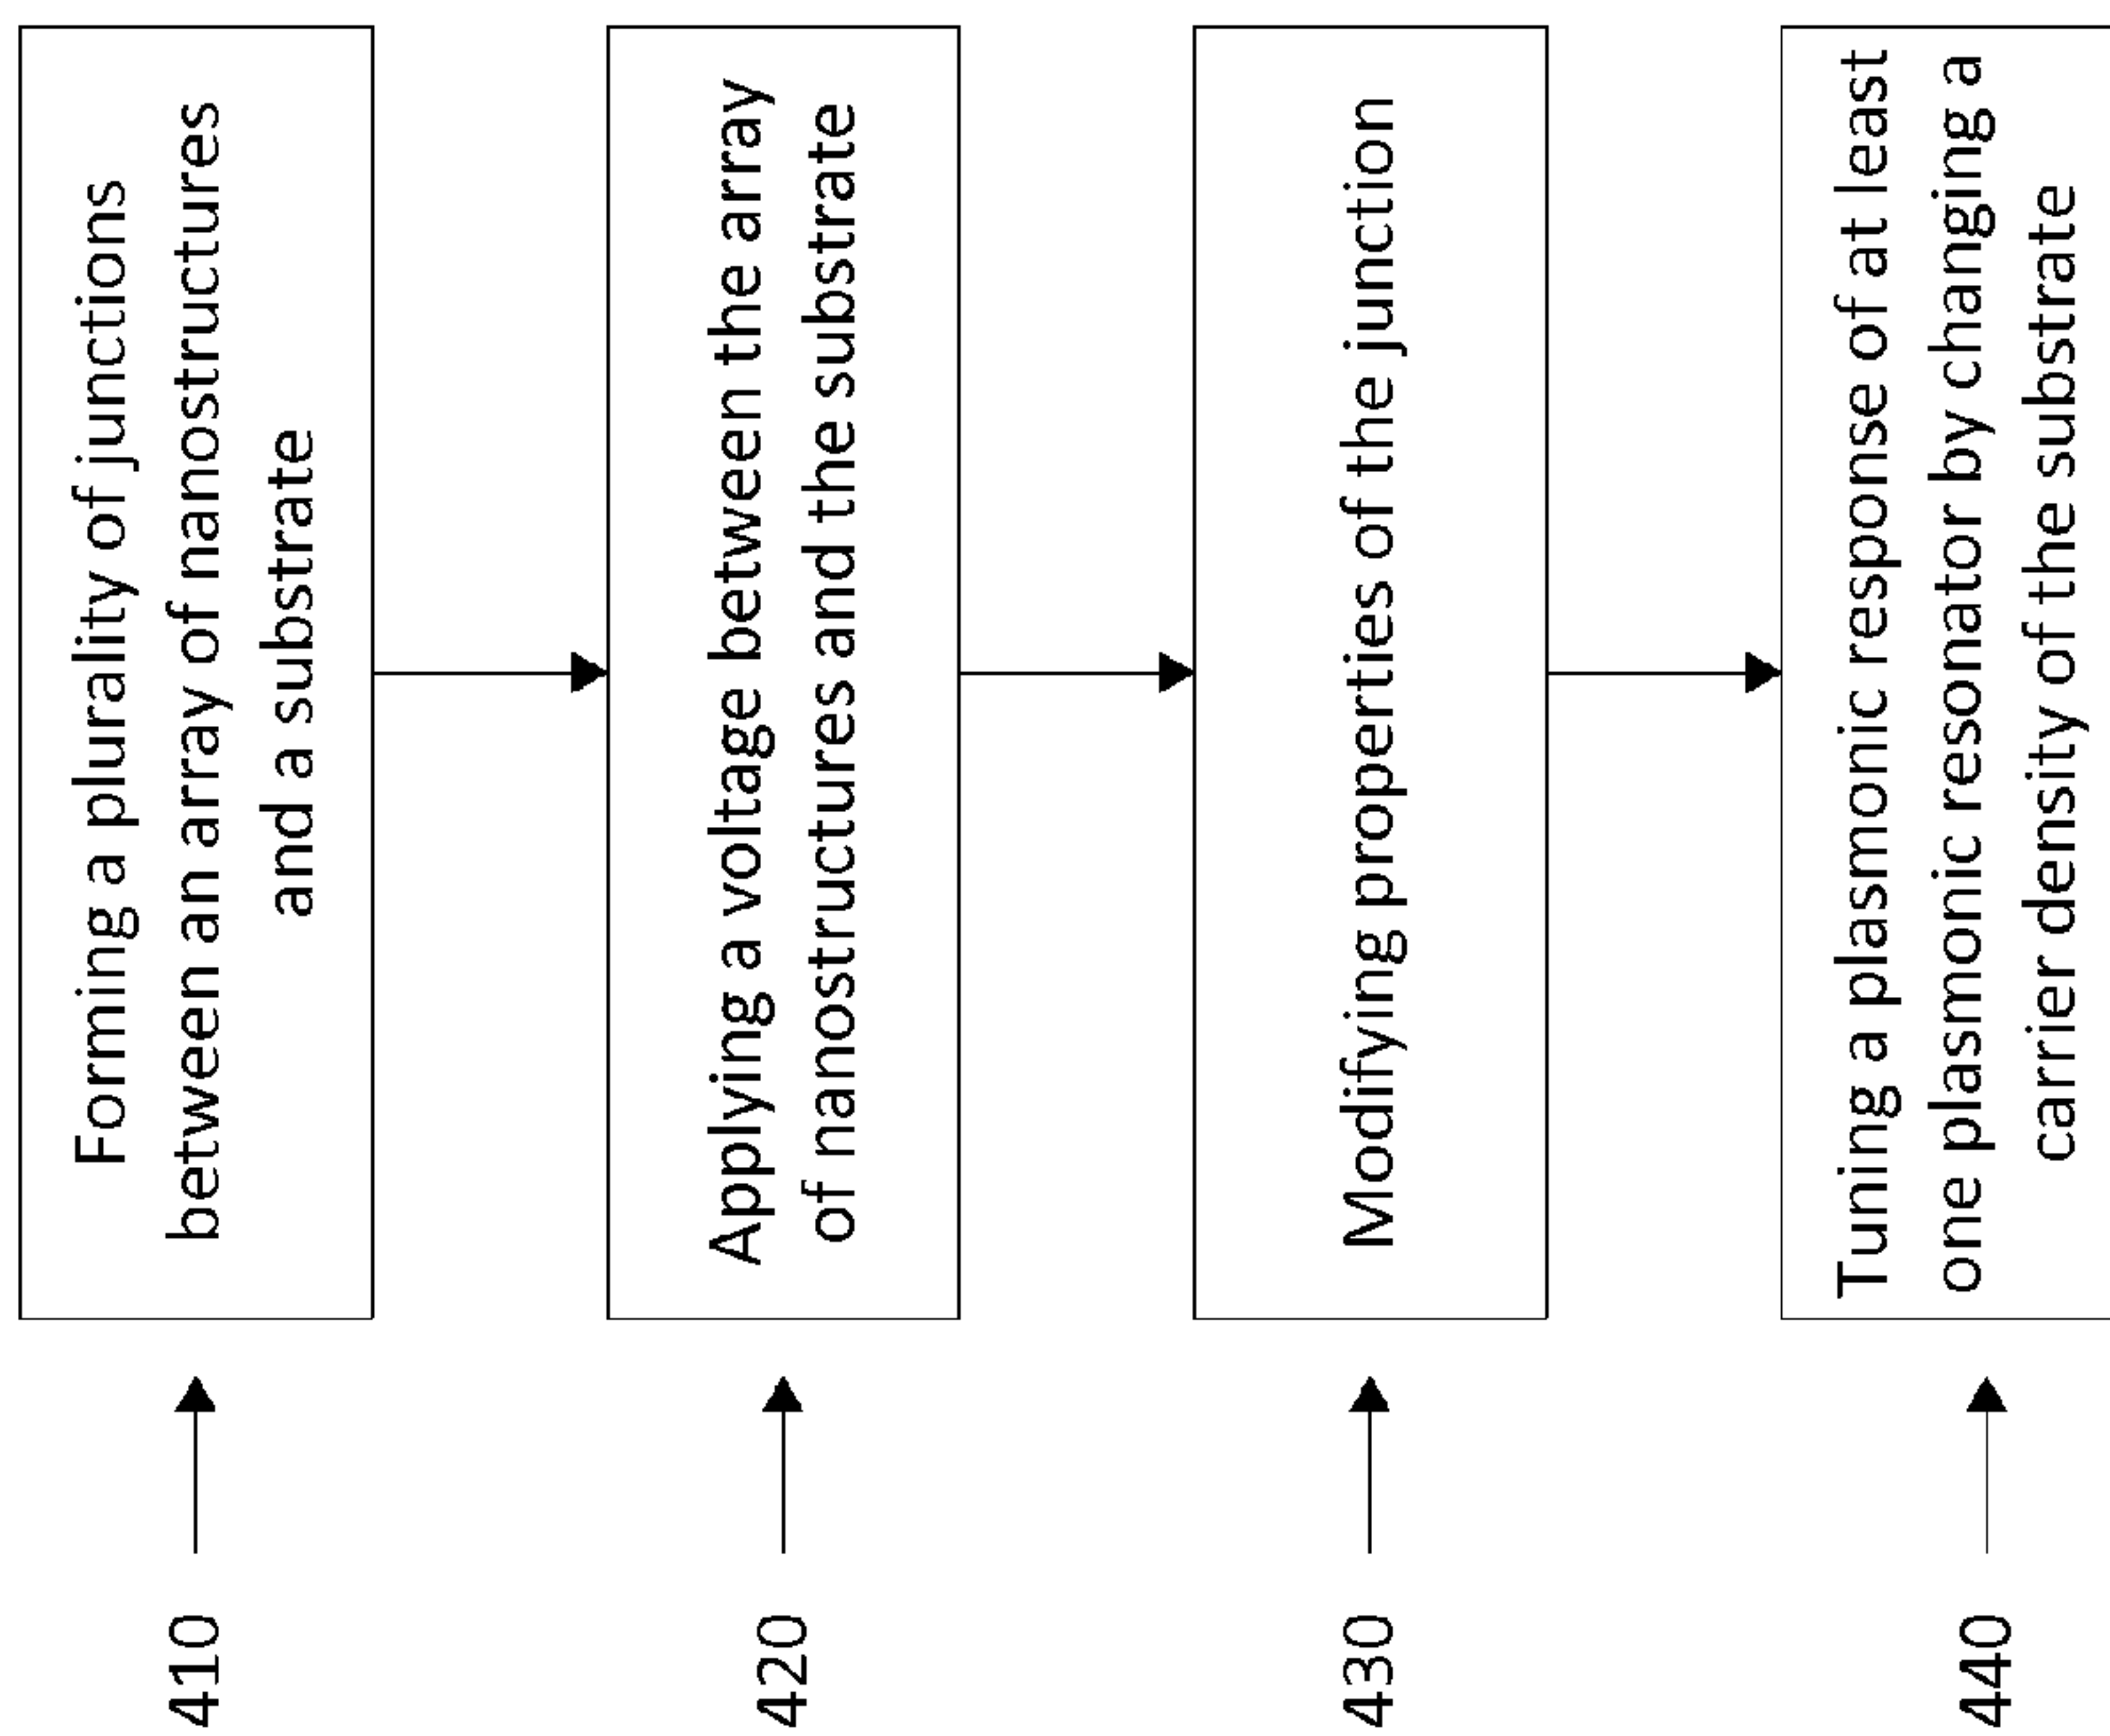 410
Forming a plurality of junctions
between an array of nanostructures
and a substrate
420
Applying a voltage between the array
of nanostructures and the substrate
430
Modifying properties of the junction
440
Tuning a plasmonic response of at least
one plasmonic resonator by changing a
carrier density of the substrate